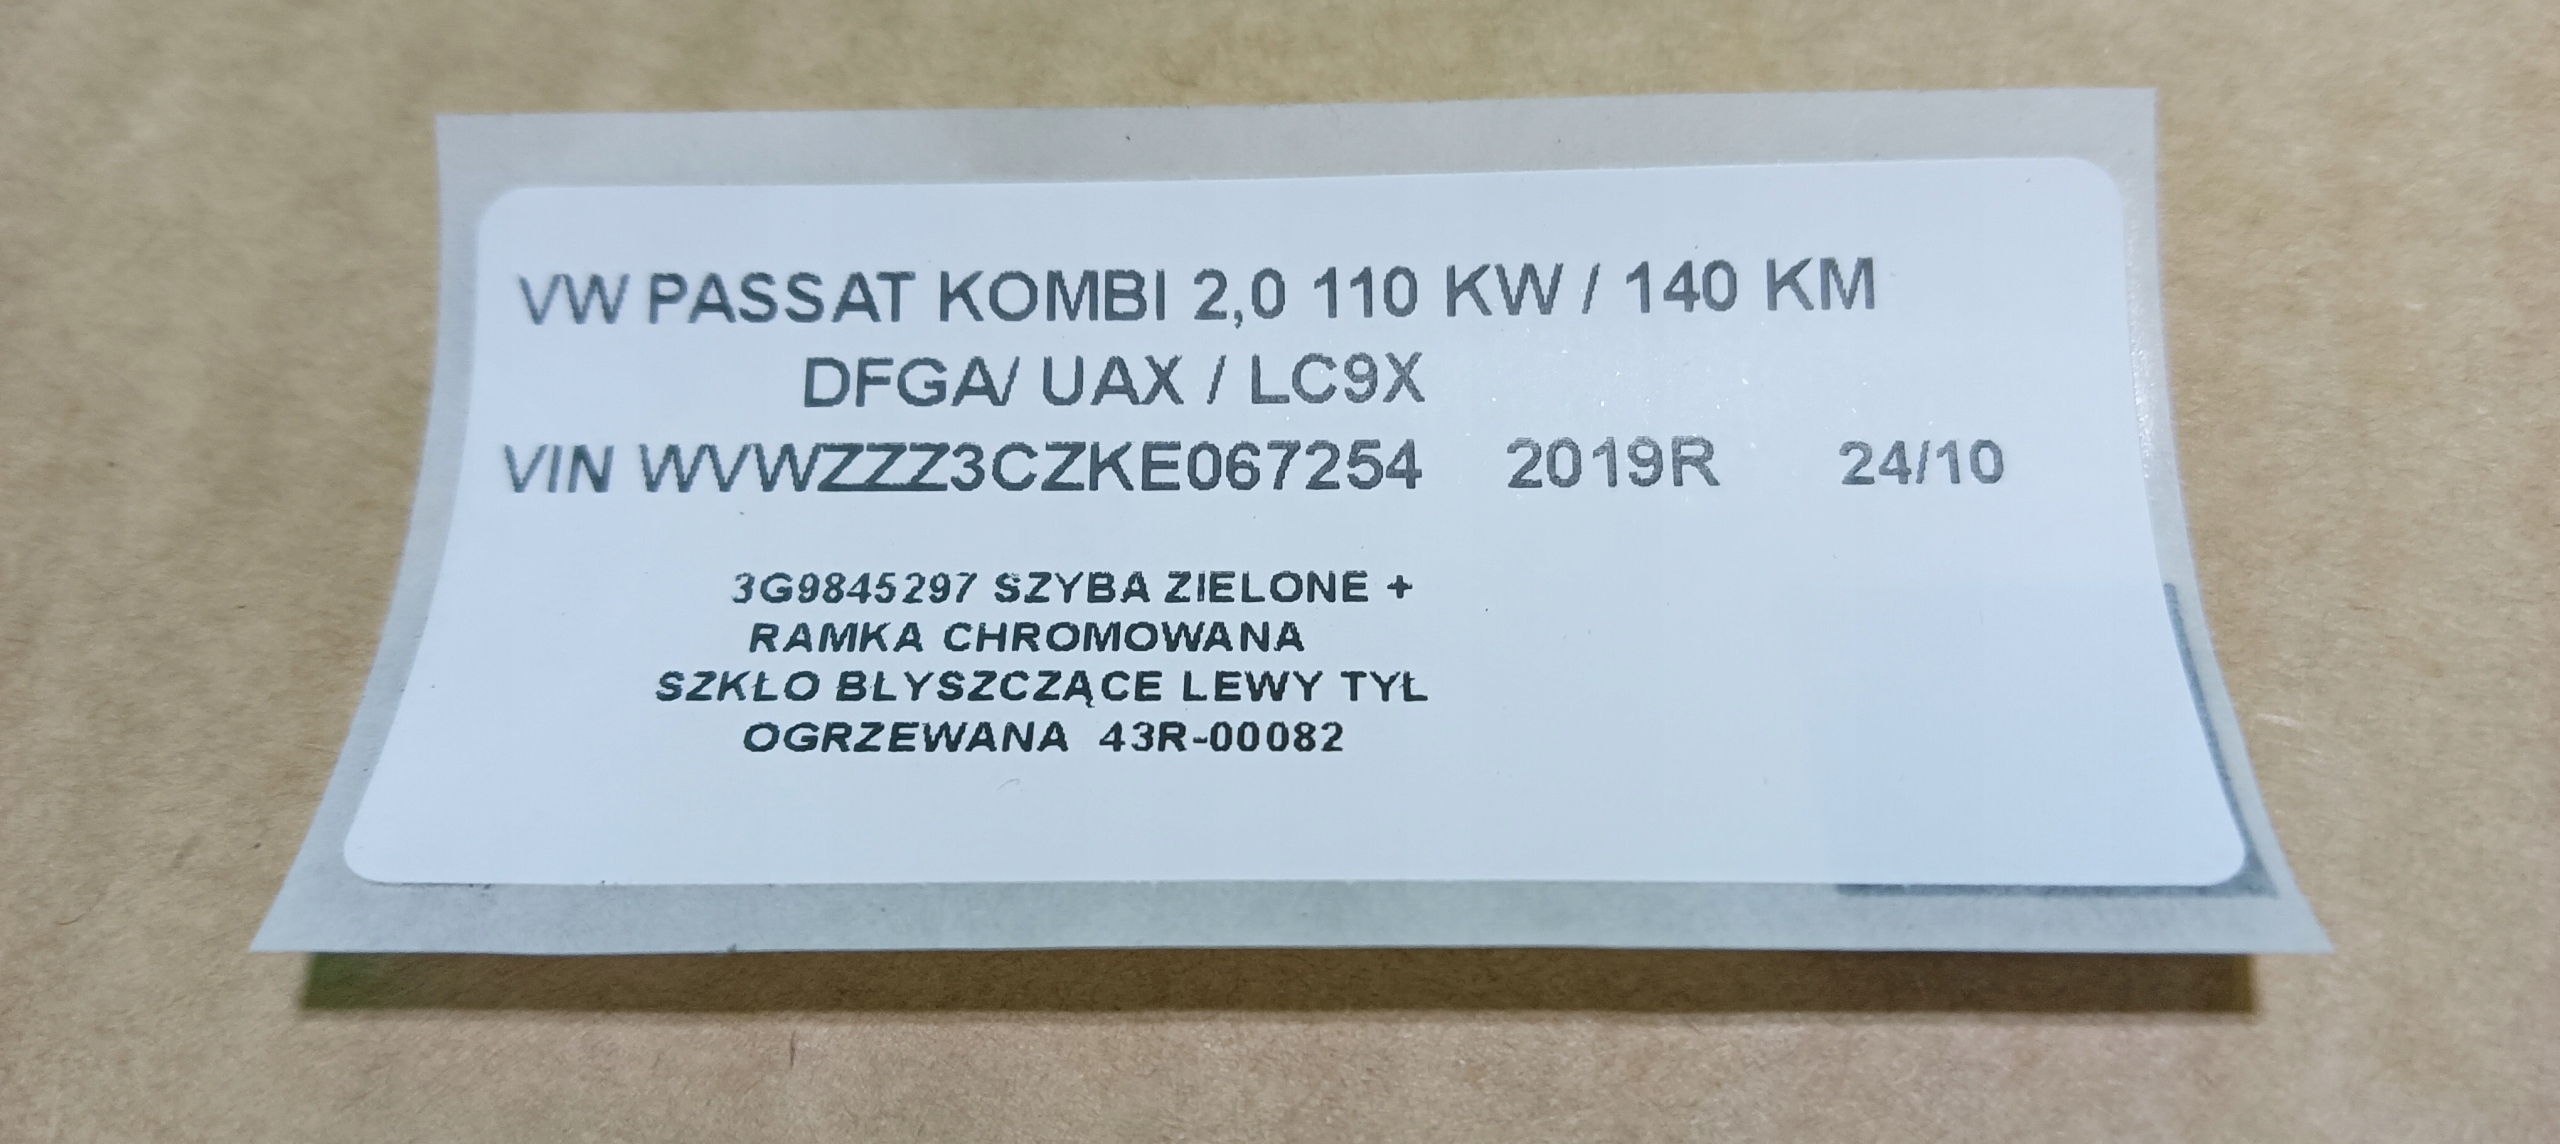 VW PASSAT KOMBI 2,0 110 KW / 140 KM
DFGA/ UAX / LC9X
VIN WVWZZZ3CZKE067254 2019R 24/10
3G9845297 SZYBA ZIELONE +
RAMKA CHROMOWANA
SZKŁO BŁYSZCZĄCE LEWY TYŁ
OGRZEWANA 43R-00082